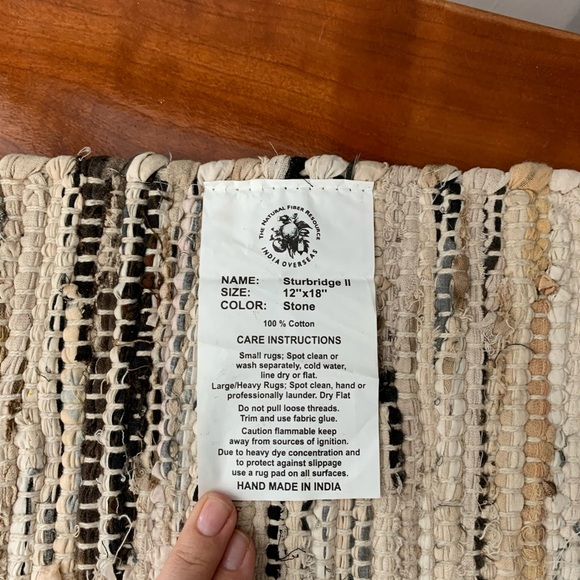 THE NATURAL FIBER RESOURCE
INDIA OVERSEAS
NAME: Sturbridge II
SIZE: 12"x18"
COLOR: Stone
100 % Cotton
CARE INSTRUCTIONS
Small rugs; Spot clean or
wash separately, cold water,
line dry or flat.
Large/Heavy Rugs; Spot clean, hand or
professionally launder. Dry Flat
Do not pull loose threads.
Trim and use fabric glue.
Caution flammable keep
away from sources of ignition.
Due to heavy dye concentration and
to protect against slippage
use a rug pad on all surfaces.
HAND MADE IN INDIA